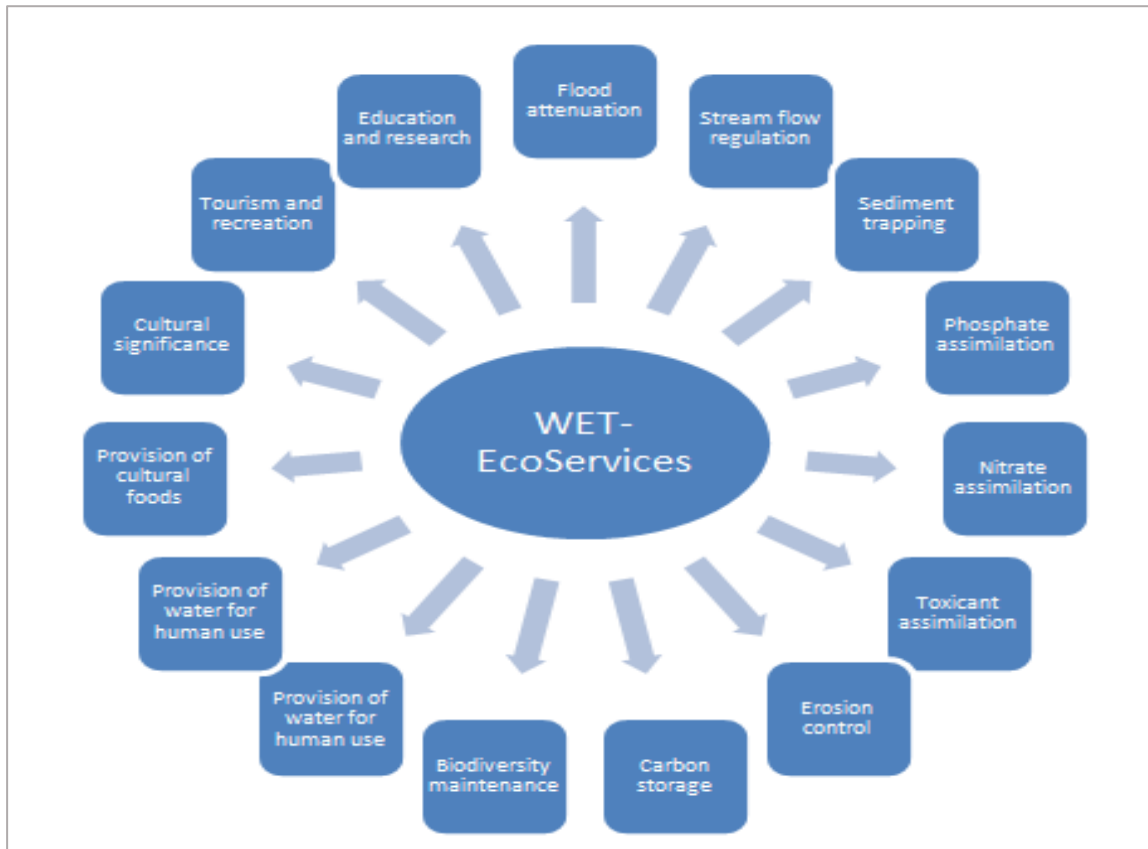 Flood
attenuation
Stream flow
regulation
Sediment
trapping
Phosphate
assimilation
Nitrate
assimilation
Toxicant
assimilation
Erosion
control
Carbon
storage
Biodiversity
maintenance
Provision of
water for
human use
Provision of
water for
human use
Provision of
cultural
foods
Cultural
significance
Tourism and
recreation
Education
and research
WET-
EcoServices